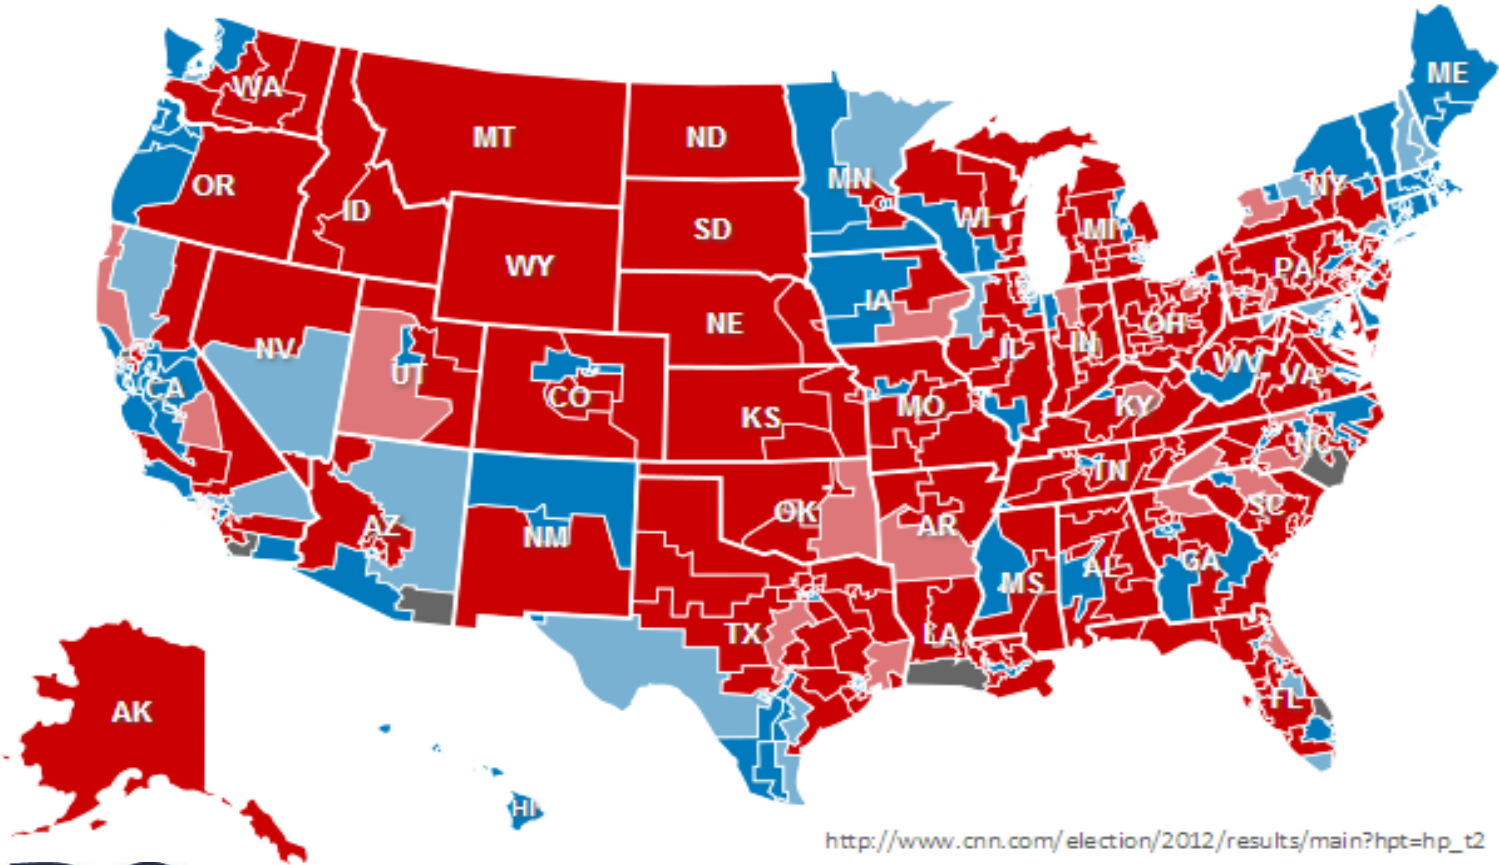 ME
WA
MT
ND
MN
OR
ID
SD
WI
MI
NY
WY
PA
IA
NE
NV
UT
IL
IN
OH
CA
CO
KS
MO
KY
WV
VA
NC
TN
AZ
NM
OK
AR
SC
MS
AL
GA
TX
LA
FL
AK
HI
http://www.cnn.com/election/2012/results/main?hpt=hp_t2